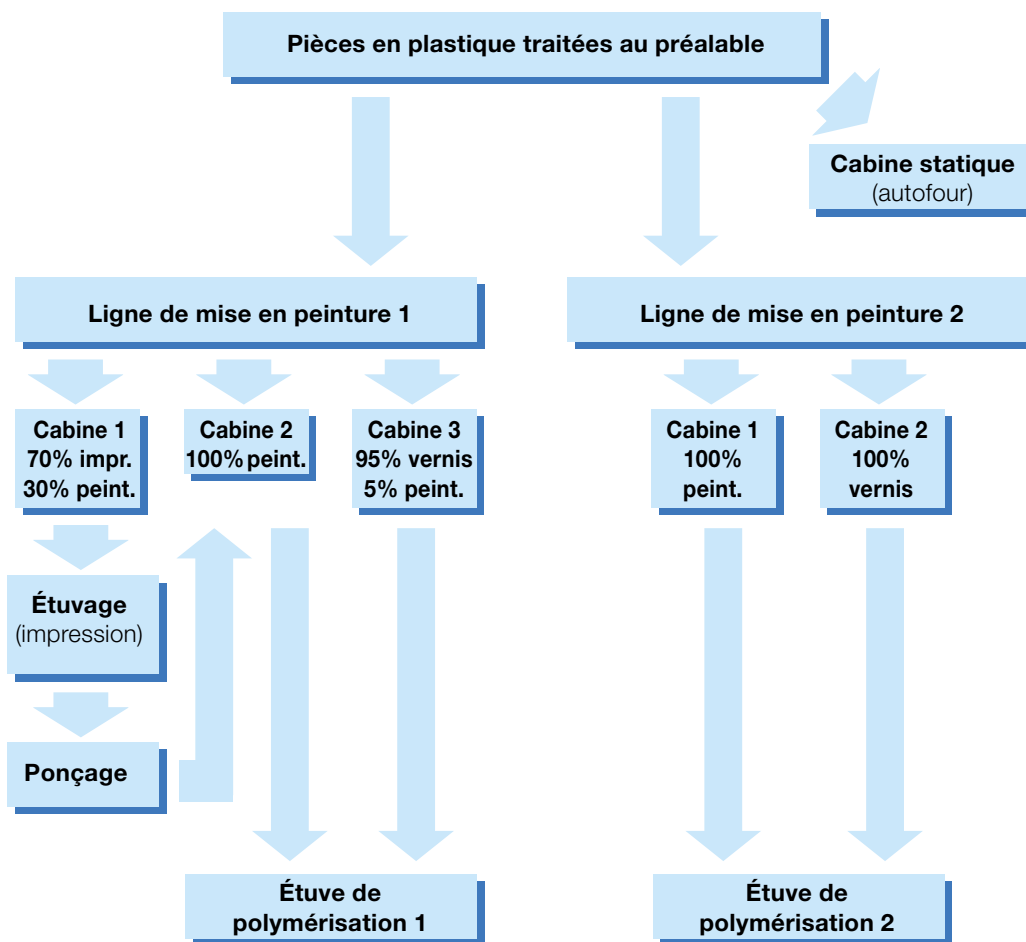 Pièces en plastique traitées au préalable
Cabine statique
(autofour)
Ligne de mise en peinture 1
Ligne de mise en peinture 2
Cabine 1
70% impr.
30% peint.
Cabine 2
100% peint.
Cabine 3
95% vernis
5% peint.
Cabine 1
100%
peint.
Cabine 2
100%
vernis
Étuvage
(impression)
Ponçage
Étuve de
polymérisation 1
Étuve de
polymérisation 2